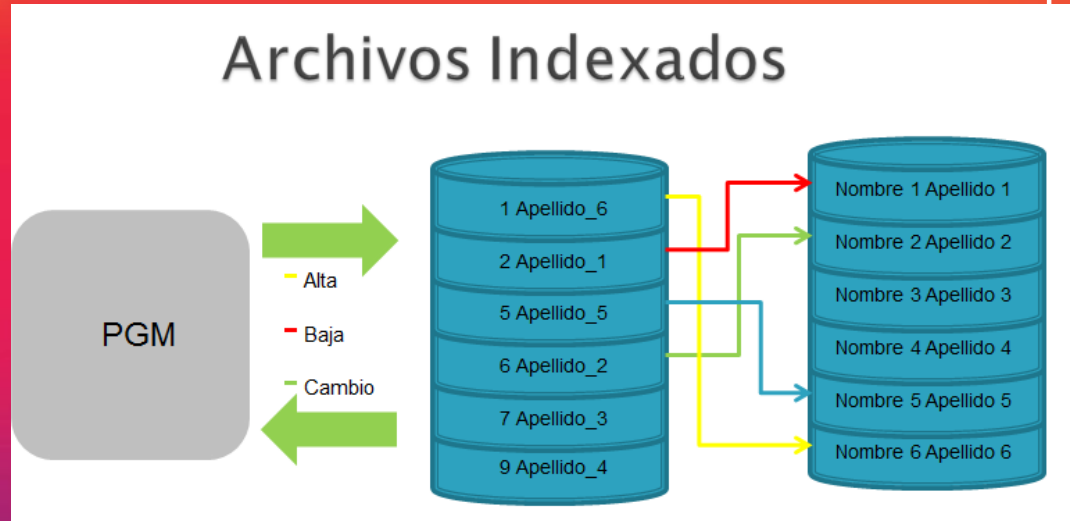 Archivos Indexados
PGM
Alta
Baja
Cambio
1 Apellido_6
2 Apellido_1
5 Apellido_5
6 Apellido_2
7 Apellido_3
9 Apellido_4
Nombre 1 Apellido 1
Nombre 2 Apellido 2
Nombre 3 Apellido 3
Nombre 4 Apellido 4
Nombre 5 Apellido 5
Nombre 6 Apellido 6